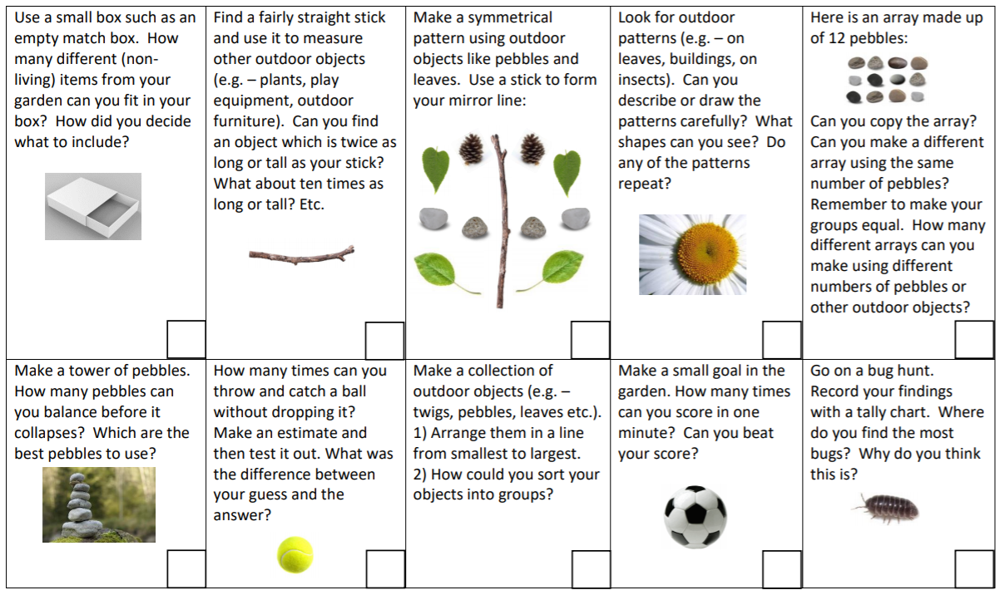 Use a small box such as an
empty match box.  How
many different (non-
living) items from your
garden can you fit in your
box?  How did you decide
what to include?
Find a fairly straight stick
and use it to measure
other outdoor objects
(e.g. – plants, play
equipment, outdoor
furniture).  Can you find
an object which is twice as
long or tall as your stick?
What about ten times as
long or tall? Etc.
Make a symmetrical
pattern using outdoor
objects like pebbles and
leaves.  Use a stick to form
your mirror line:
Look for outdoor
patterns (e.g. – on
leaves, buildings, on
insects).  Can you
describe or draw the
patterns carefully?  What
shapes can you see?  Do
any of the patterns
repeat?
Here is an array made up
of 12 pebbles:
Can you copy the array?
Can you make a different
array using the same
number of pebbles?
Remember to make your
groups equal.  How many
different arrays can you
make using different
numbers of pebbles or
other outdoor objects?
Make a tower of pebbles.
How many pebbles can
you balance before it
collapses?  Which are the
best pebbles to use?
How many times can you
throw and catch a ball
without dropping it?
Make an estimate and
then test it out. What was
the difference between
your guess and the
answer?
Make a collection of
outdoor objects (e.g. –
twigs, pebbles, leaves etc.).
1) Arrange them in a line
from smallest to largest.
2) How could you sort your
objects into groups?
Make a small goal in the
garden. How many times
can you score in one
minute?  Can you beat
your score?
Go on a bug hunt.
Record your findings
with a tally chart.  Where
do you find the most
bugs?  Why do you think
this is?